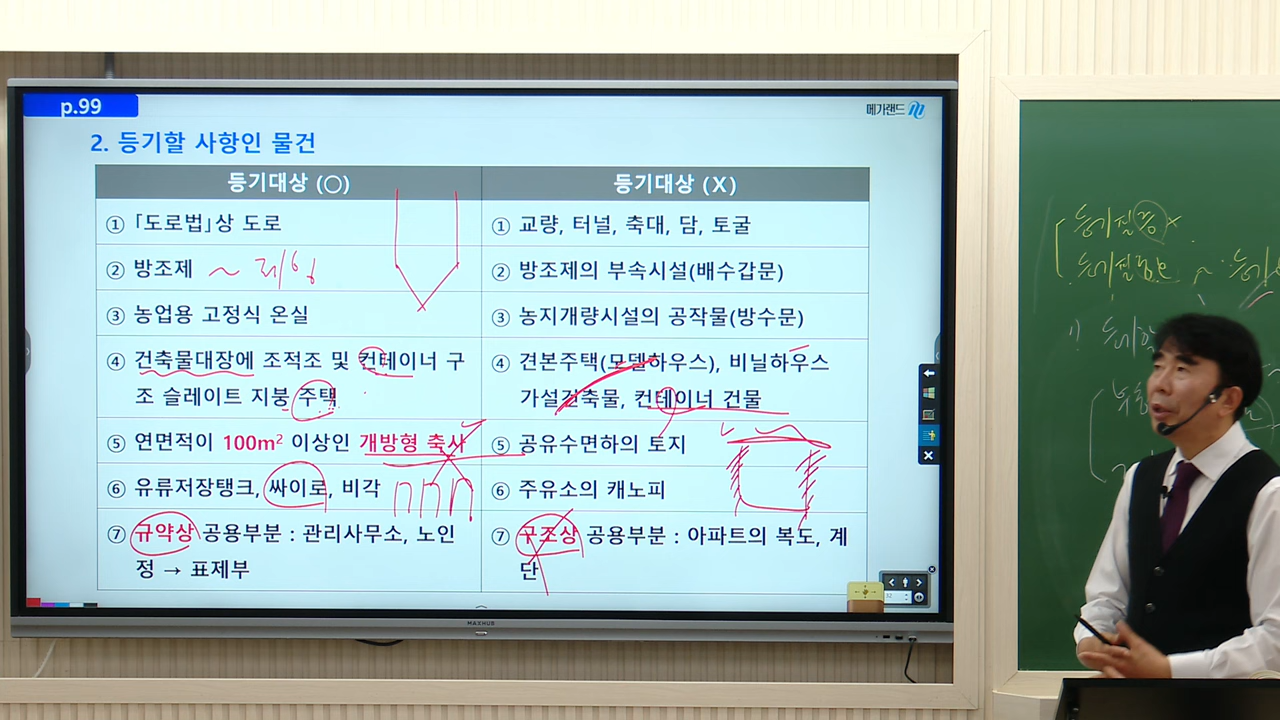 p.99
메가랜드
2. 등기할 사항인 물건
등기대상 (○)
등기대상 (X)
① 「도로법」상 도로
① 교량, 터널, 축대, 담, 토굴
② 방조제 ~ 제방
② 방조제의 부속시설(배수갑문)
③ 농업용 고정식 온실
③ 농지개량시설의 공작물(방수문)
④ 건축물대장에 조적조 및 컨테이너 구
조 슬레이트 지붕 주택
④ 견본주택(모델하우스), 비닐하우스
가설건축물, 컨테이너 건물
⑤ 연면적이 100m² 이상인 개방형 축사
⑤ 공유수면하의 토지
⑥ 유류저장탱크, 싸이로, 비각
⑥ 주유소의 캐노피
⑦ 규약상 공용부분 : 관리사무소, 노인
정 → 표제부
⑦ 구조상 공용부분 : 아파트의 복도, 계
단
MAXHUB